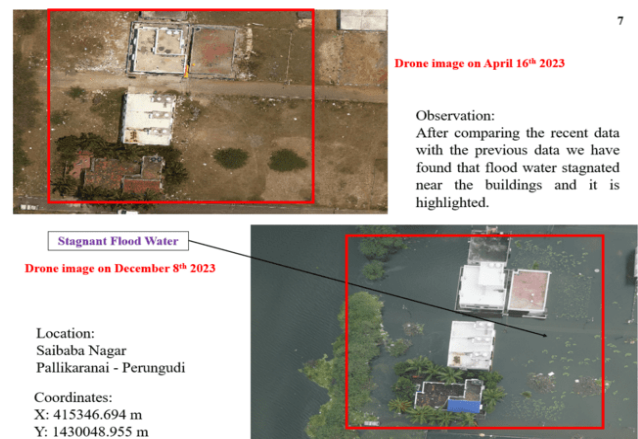 7
Drone image on April 16th 2023
Observation:
After comparing the recent data
with the previous data we have
found that flood water stagnated
near the buildings and it is
highlighted.
Stagnant Flood Water
Drone image on December 8th 2023
Location:
Saibaba Nagar
Pallikaranai - Perungudi
Coordinates:
X: 415346.694 m
Y: 1430048.955 m